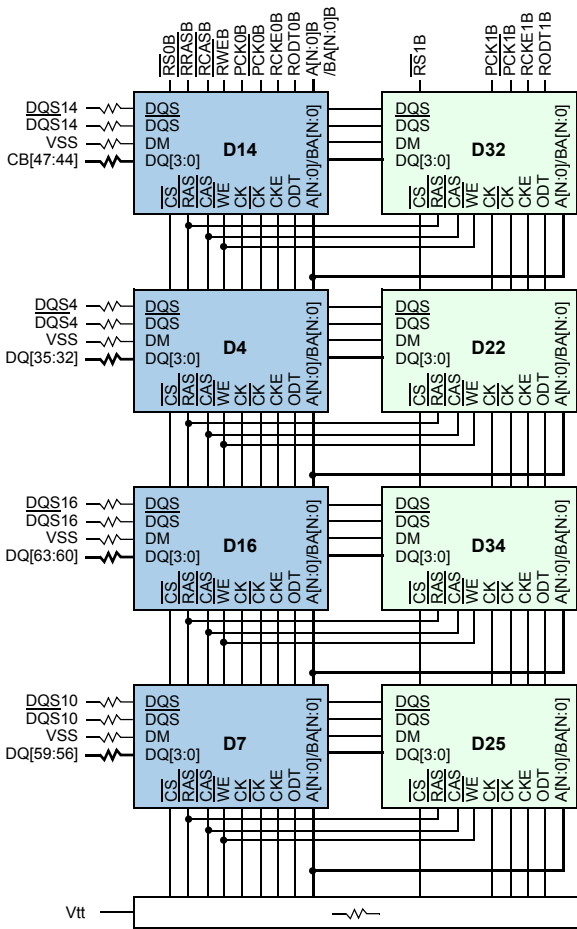 RS0B RRASB RCASB RWEB PCK0B PCK0B RCKE0B RODT0B A[N:0]B /BA[N:0]B RS1B PCK1B PCK1B RCKE1B RODT1B
DQS14 DQS DQS
DQS14 DQS DQS
VSS DM D14 DM D32
CB[47:44] DQ[3:0] DQ[3:0]
CS RAS CAS WE CK CK CKE ODT A[N:0]/BA[N:0] CS RAS CAS WE CK CK CKE ODT A[N:0]/BA[N:0]
DQS4 DQS DQS
DQS4 DQS DQS
VSS DM D4 DM D22
DQ[35:32] DQ[3:0] DQ[3:0]
CS RAS CAS WE CK CK CKE ODT A[N:0]/BA[N:0] CS RAS CAS WE CK CK CKE ODT A[N:0]/BA[N:0]
DQS16 DQS DQS
DQS16 DQS DQS
VSS DM D16 DM D34
DQ[63:60] DQ[3:0] DQ[3:0]
CS RAS CAS WE CK CK CKE ODT A[N:0]/BA[N:0] CS RAS CAS WE CK CK CKE ODT A[N:0]/BA[N:0]
DQS10 DQS DQS
DQS10 DQS DQS
VSS DM D7 DM D25
DQ[59:56] DQ[3:0] DQ[3:0]
CS RAS CAS WE CK CK CKE ODT A[N:0]/BA[N:0] CS RAS CAS WE CK CK CKE ODT A[N:0]/BA[N:0]
Vtt